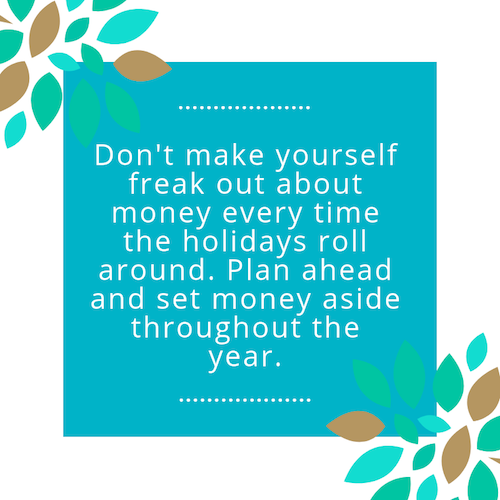 Don't make yourself
freak out about
money every time
the holidays roll
around. Plan ahead
and set money aside
throughout the
year.